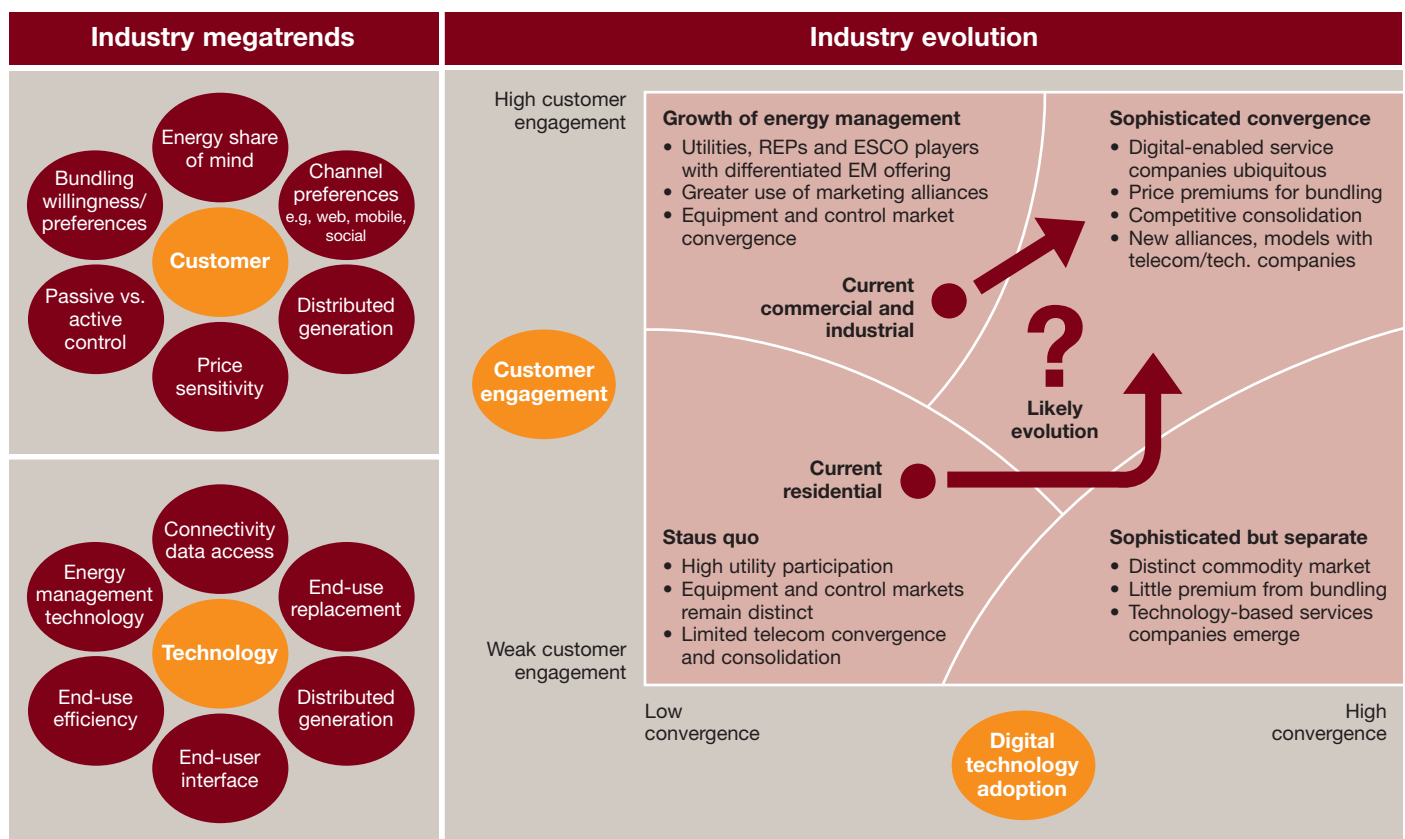 Industry megatrends
Energy share
of mind
Bundling
willingness/
preferences
Channel
preferences
e.g, web, mobile,
social
Customer
Passive vs.
active
control
Distributed
generation
Price
sensitivity
Connectivity
data access
Energy
management
technology
End-use
replacement
Technology
End-use
efficiency
Distributed
generation
End-user
interface
Industry evolution
High customer
engagement
Customer
engagement
Weak customer
engagement
Growth of energy management
• Utilities, REPs and ESCO players
with differentiated EM offering
• Greater use of marketing alliances
• Equipment and control market
convergence
Sophisticated convergence
• Digital-enabled service
companies ubiquitous
• Price premiums for bundling
• Competitive consolidation
• New alliances, models with
telecom/tech. companies
Current
commercial and
industrial
?
Likely
evolution
Current
residential
Staus quo
• High utility participation
• Equipment and control markets
remain distinct
• Limited telecom convergence
and consolidation
Sophisticated but separate
• Distinct commodity market
• Little premium from bundling
• Technology-based services
companies emerge
Low
convergence
Digital
technology
adoption
High
convergence